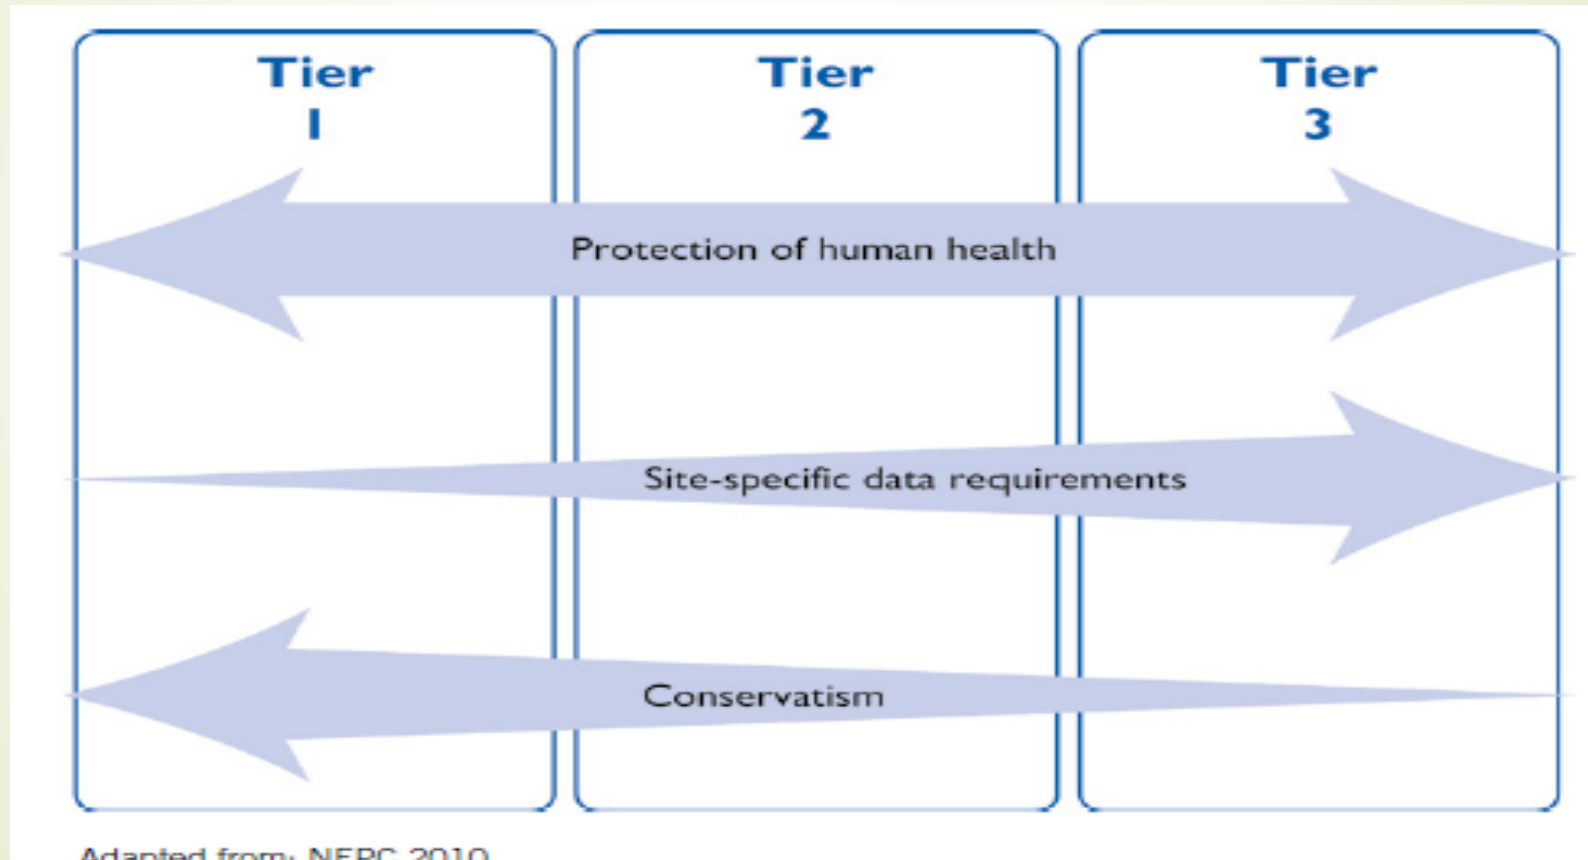 Tier
1
Tier
2
Tier
3
Protection of human health
Site-specific data requirements
Conservatism
Adapted from: NEPC 2010